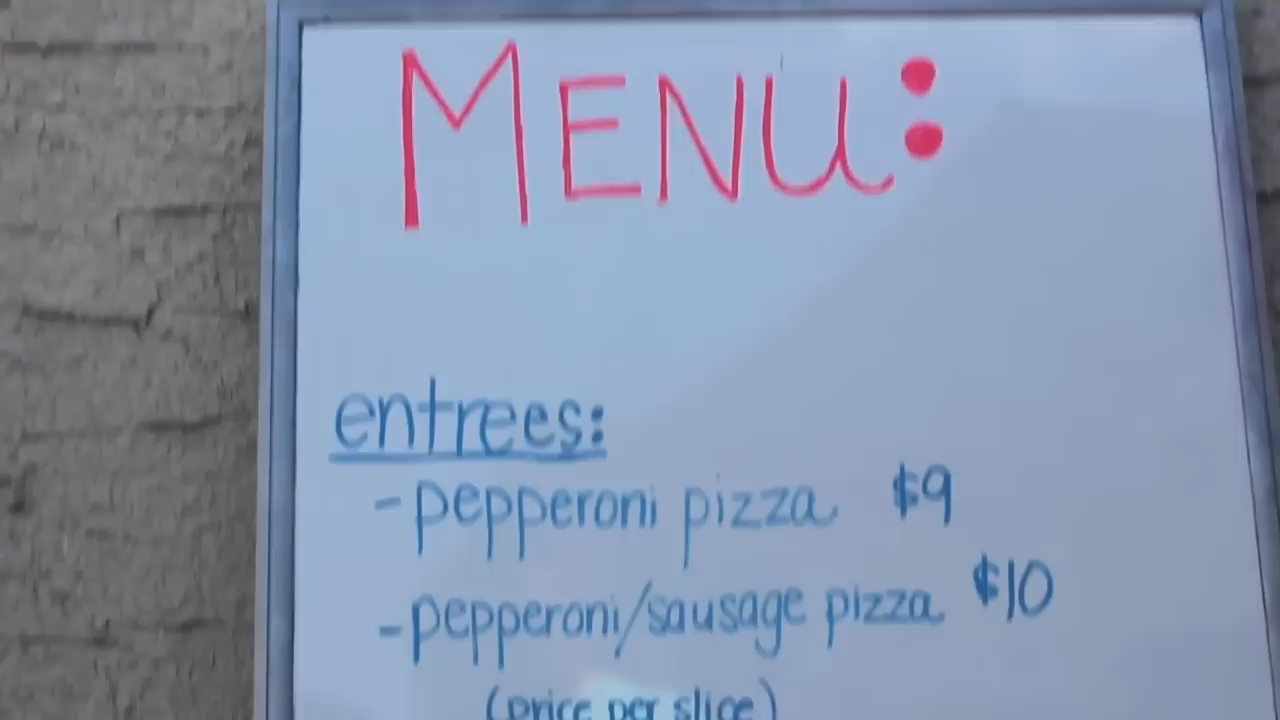 MENU:
entrees:
- pepperoni pizza $9
- pepperoni/sausage pizza $10
(price per slice)